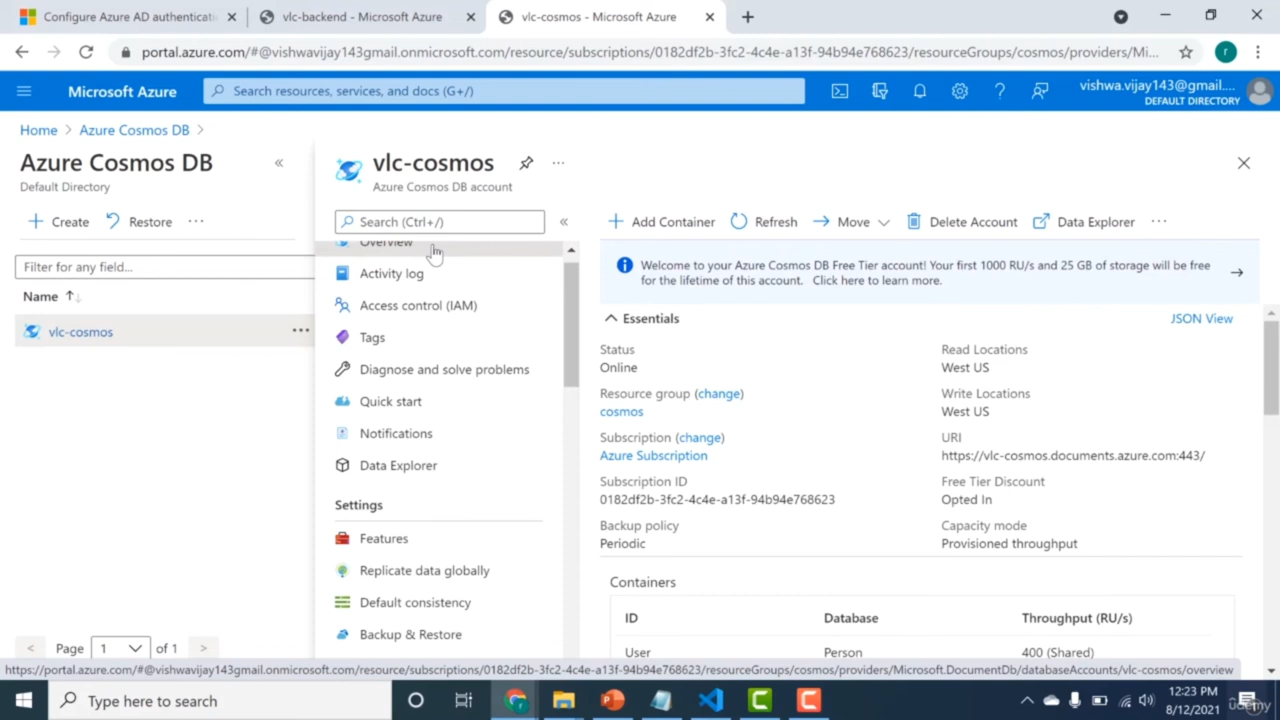 Configure Azure AD authenticati
vlc-backend - Microsoft Azure
vlc-cosmos - Microsoft Azure
portal.azure.com/#@vishwavijay143gmail.onmicrosoft.com/resource/subscriptions/0182df2b-3fc2-4c4e-a13f-94b94e768623/resourceGroups/cosmos/providers/Mi...
r
Microsoft Azure
Search resources, services, and docs (G+/)
vishwa.vijay143@gmail....
DEFAULT DIRECTORY
Home > Azure Cosmos DB >
Azure Cosmos DB
Default Directory
Create
Restore
Filter for any field...
Name
vlc-cosmos
Page 1 of 1
vlc-cosmos
Azure Cosmos DB account
Search (Ctrl+/)
Overview
Activity log
Access control (IAM)
Tags
Diagnose and solve problems
Quick start
Notifications
Data Explorer
Settings
Features
Replicate data globally
Default consistency
Backup & Restore
Add Container
Refresh
Move
Delete Account
Data Explorer
Welcome to your Azure Cosmos DB Free Tier account! Your first 1000 RU/s and 25 GB of storage will be free
for the lifetime of this account. Click here to learn more.
Essentials
JSON View
Status
Online
Resource group (change)
cosmos
Subscription (change)
Azure Subscription
Subscription ID
0182df2b-3fc2-4c4e-a13f-94b94e768623
Backup policy
Periodic
Read Locations
West US
Write Locations
West US
URI
https://vlc-cosmos.documents.azure.com:443/
Free Tier Discount
Opted In
Capacity mode
Provisioned throughput
Containers
ID Database Throughput (RU/s)
User Person 400 (Shared)
https://portal.azure.com/#@vishwavijay143gmail.onmicrosoft.com/resource/subscriptions/0182df2b-3fc2-4c4e-a13f-94b94e768623/resourceGroups/cosmos/providers/Microsoft.DocumentDb/databaseAccounts/vlc-cosmos/overview
Type here to search
12:23 PM
8/12/2021
udemy